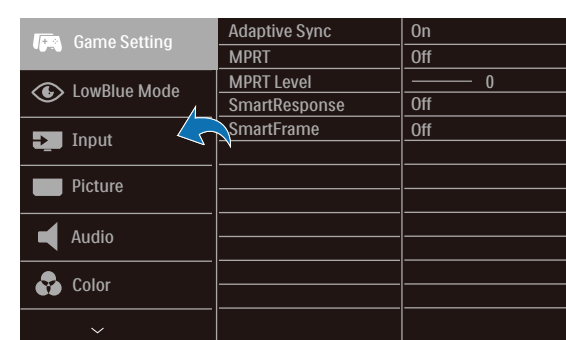 Game Setting
LowBlue Mode
Input
Picture
Audio
Color
Adaptive Sync On
MPRT Off
MPRT Level 0
SmartResponse Off
SmartFrame Off